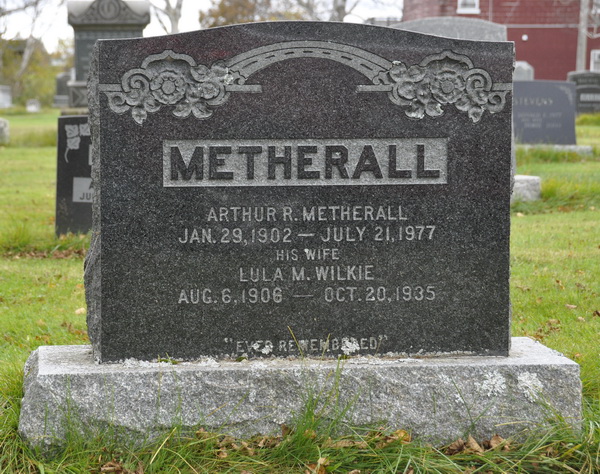 METHERALL
ARTHUR R. METHERALL
JAN. 29, 1902 — JULY 21, 1977
HIS WIFE
LULA M. WILKIE
AUG. 6, 1906 — OCT. 20, 1935
"EVER REMEMBERED"
STEVENS